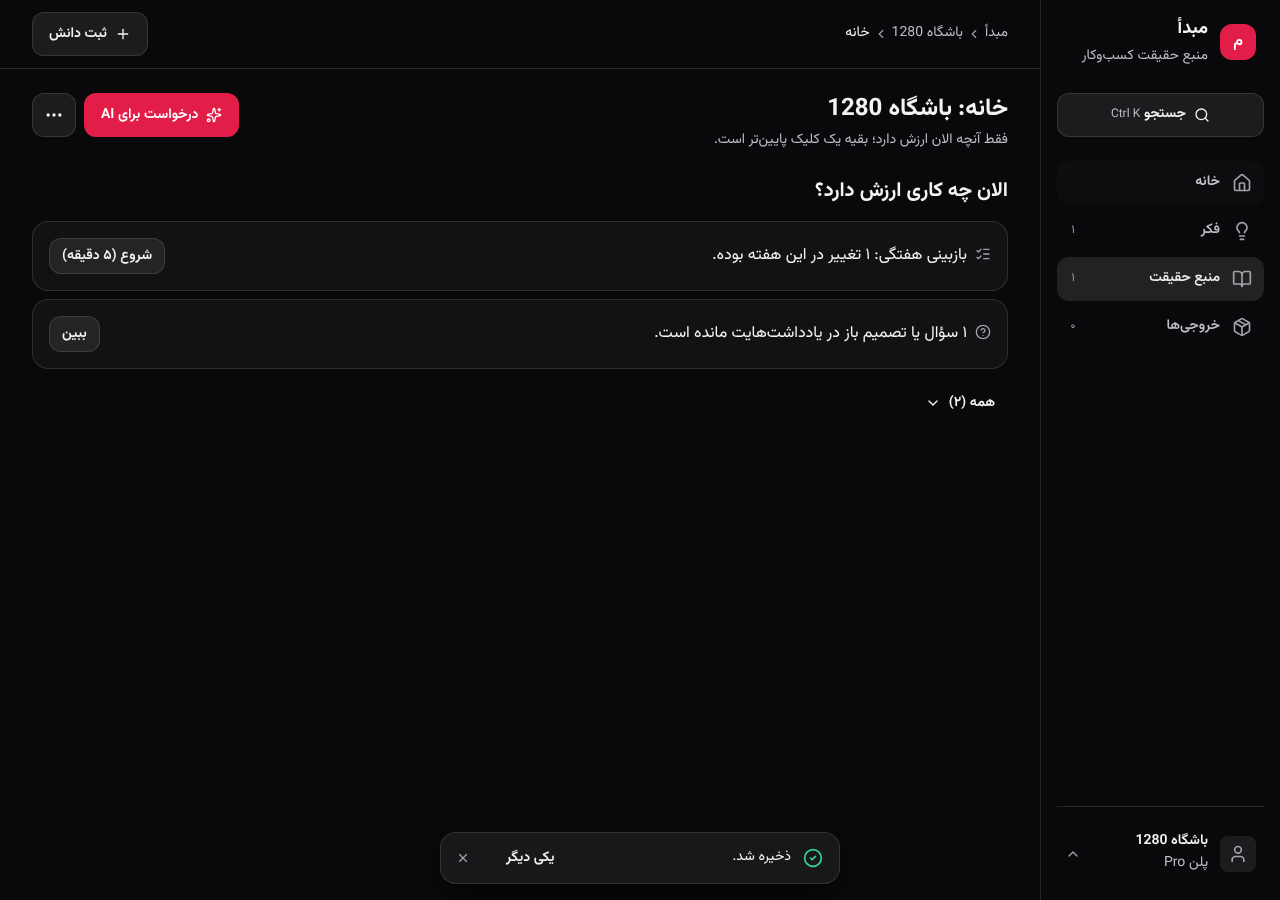 م
مبدأ
منبع حقیقت کسب‌وکار
جستجو Ctrl K
خانه
فکر ۱
منبع حقیقت ۱
خروجی‌ها ۰
باشگاه 1280
پلن Pro
مبدأ › باشگاه 1280 › خانه
ثبت دانش
خانه: باشگاه 1280
فقط آنچه الان ارزش دارد؛ بقیه یک کلیک پایین‌تر است.
درخواست برای AI
الان چه کاری ارزش دارد؟
بازبینی هفتگی: ۱ تغییر در این هفته بوده.
شروع (۵ دقیقه)
۱ سؤال یا تصمیم باز در یادداشت‌هایت مانده است.
ببین
همه (۲)
ذخیره شد.
یکی دیگر